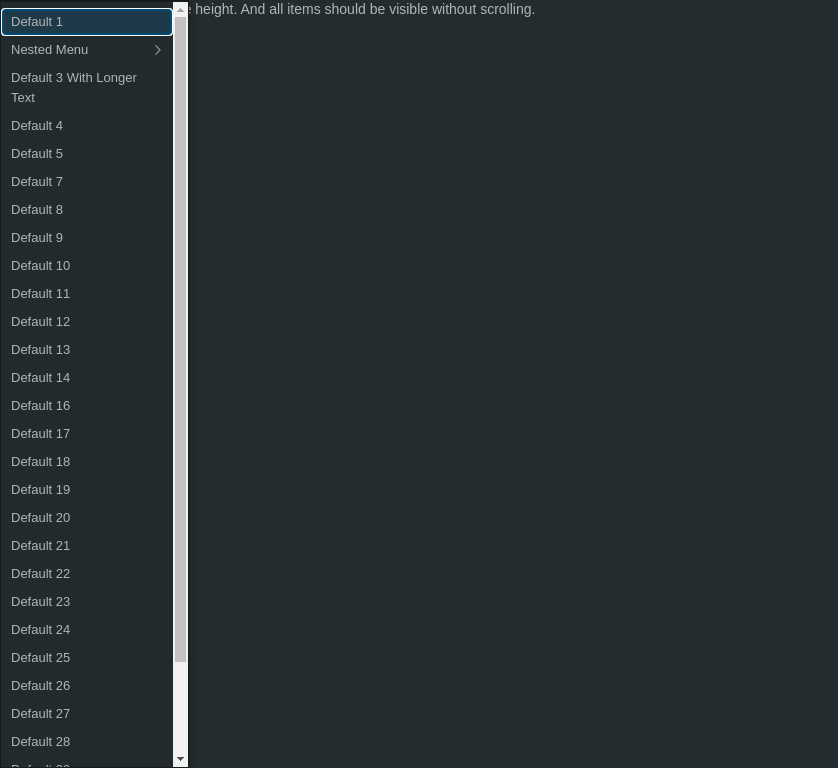 height. And all items should be visible without scrolling.
Default 1
Nested Menu
Default 3 With Longer
Text
Default 4
Default 5
Default 7
Default 8
Default 9
Default 10
Default 11
Default 12
Default 13
Default 14
Default 16
Default 17
Default 18
Default 19
Default 20
Default 21
Default 22
Default 23
Default 24
Default 25
Default 26
Default 27
Default 28